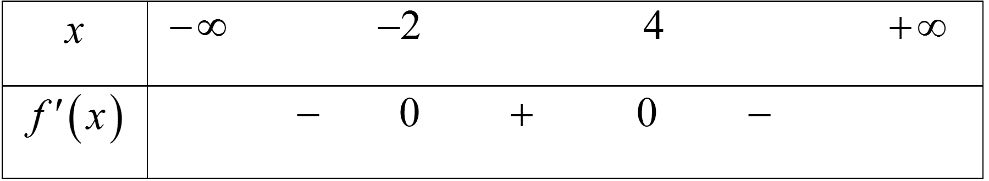 x −∞ −2 4 +∞
f′(x) − 0 + 0 −